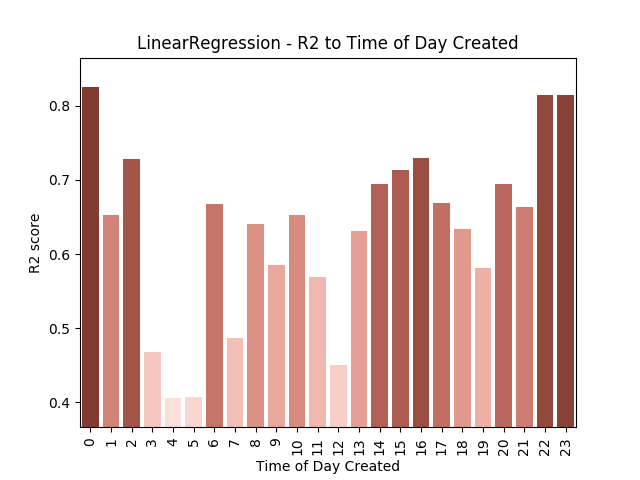 LinearRegression - R2 to Time of Day Created
0.8
0.7
0.6
0.5
0.4
R2 score
0 1 2 3 4 5 6 7 8 9 10 11 12 13 14 15 16 17 18 19 20 21 22 23
Time of Day Created